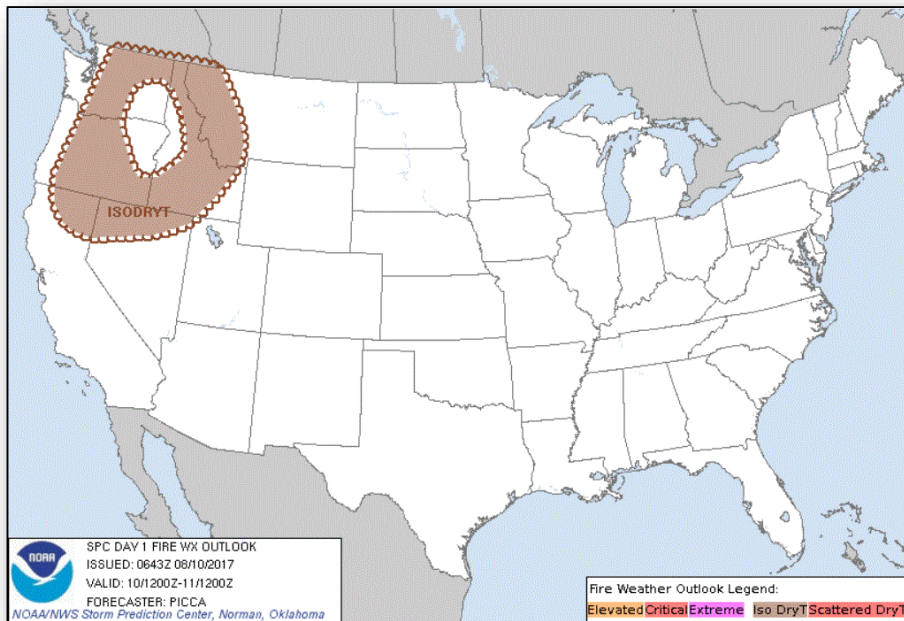 ISODRYT
NOAA
SPC DAY 1 FIRE WX OUTLOOK
ISSUED: 0643Z 08/10/2017
VALID: 10/1200Z-11/1200Z
FORECASTER: PICCA
NOAA/NWS Storm Prediction Center, Norman, Oklahoma
Fire Weather Outlook Legend:
Elevated Critical Extreme Iso DryT Scattered DryT